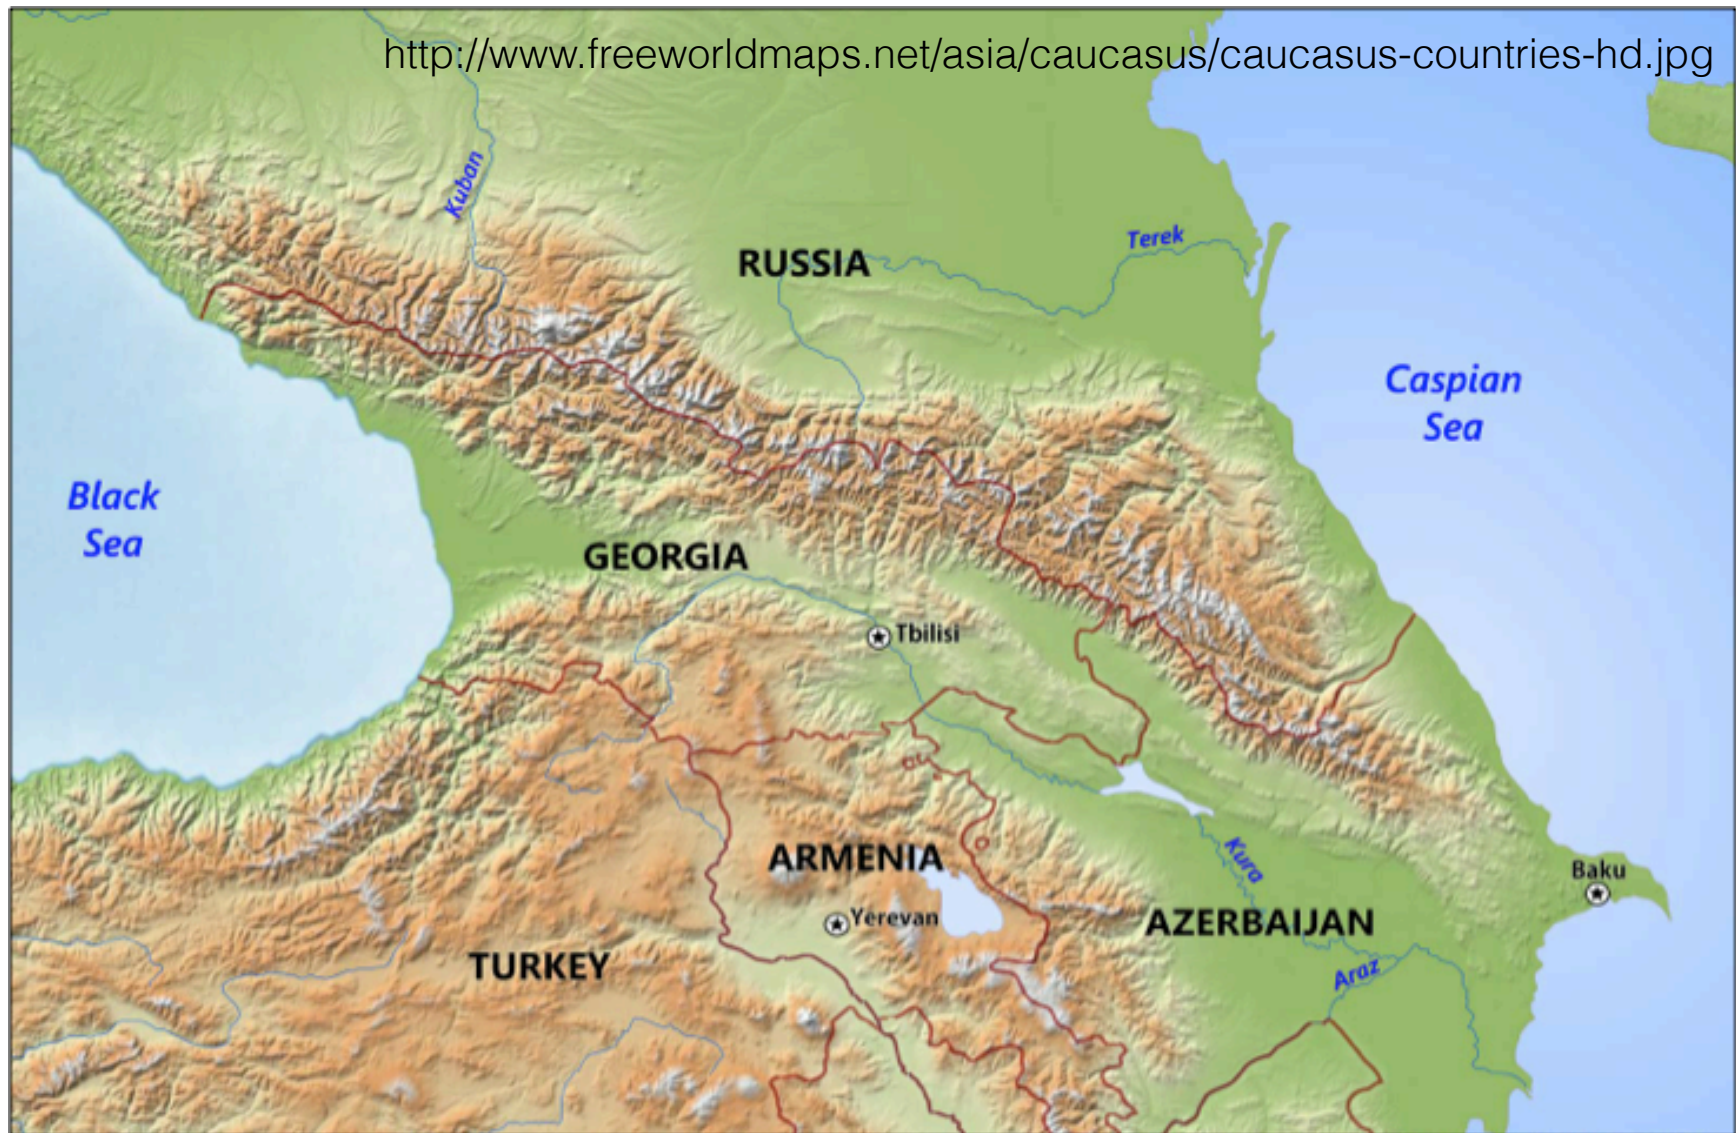 http://www.freeworldmaps.net/asia/caucasus/caucasus-countries-hd.jpg
Kuban
Terek
RUSSIA
Caspian
Sea
Black
Sea
GEORGIA
Tbilisi
ARMENIA
Kura
Baku
Yerevan
AZERBAIJAN
TURKEY
Araz